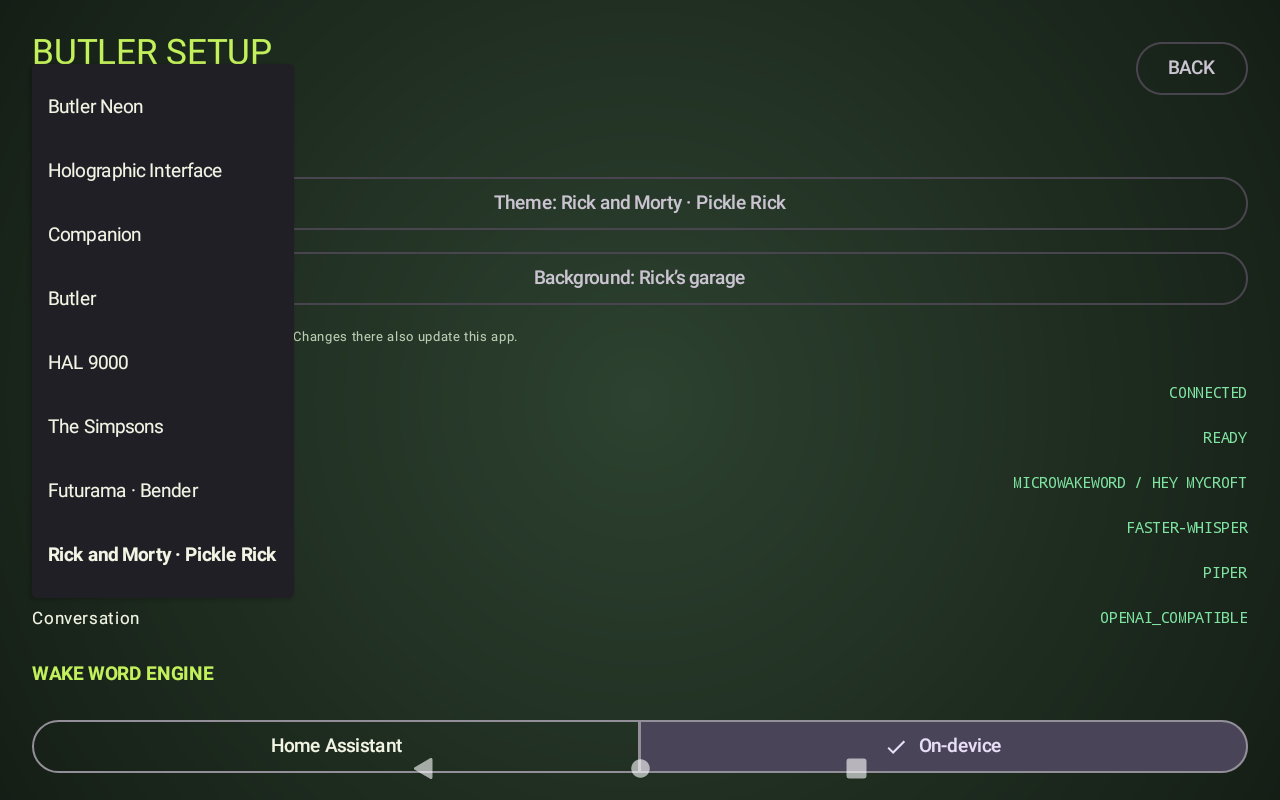 BUTLER SETUP
BACK
Butler Neon
Holographic Interface
Companion
Butler
HAL 9000
The Simpsons
Futurama · Bender
Rick and Morty · Pickle Rick
Theme: Rick and Morty · Pickle Rick
Background: Rick's garage
Changes there also update this app.
CONNECTED
READY
MICROWAKEWORD / HEY MYCROFT
FASTER-WHISPER
PIPER
Conversation
OPENAI_COMPATIBLE
WAKE WORD ENGINE
Home Assistant
On-device